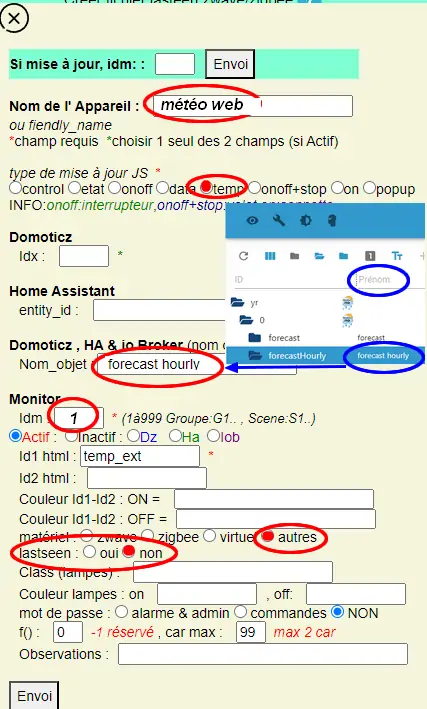 Si mise à jour, idm: : Envoi
Nom de l' Appareil : météo web
ou fiendly_name
*champ requis *choisir 1 seul des 2 champs (si Actif)
type de mise à jour JS *
control etat onoff data temp onoff+stop on popup
INFO:onoff:interrupteur,onoff+stop:
Domoticz
Idx : *
ID Prénom
Home Assistant
entity_id :
yr
0
forecast forecast
forecastHourly forecast hourly
Domoticz , HA & io Broker (nom
Nom_objet : forecast hourly
Monitor
Idm : 1 * (1à999 Groupe:G1.. , Scene:S1..)
Actif : Inactif : Dz Ha Iob
Id1 html : temp_ext *
Id2 html :
Couleur Id1-Id2 : ON =
Couleur Id1-Id2 : OFF =
matériel : zwave zigbee virtuel autres
lastseen : oui non
Class (lampes) :
Couleur lampes : on , off:
mot de passe : alarme & admin commandes NON
f() : 0 -1 réservé , car max : 99 max 2 car
Observations :
Envoi